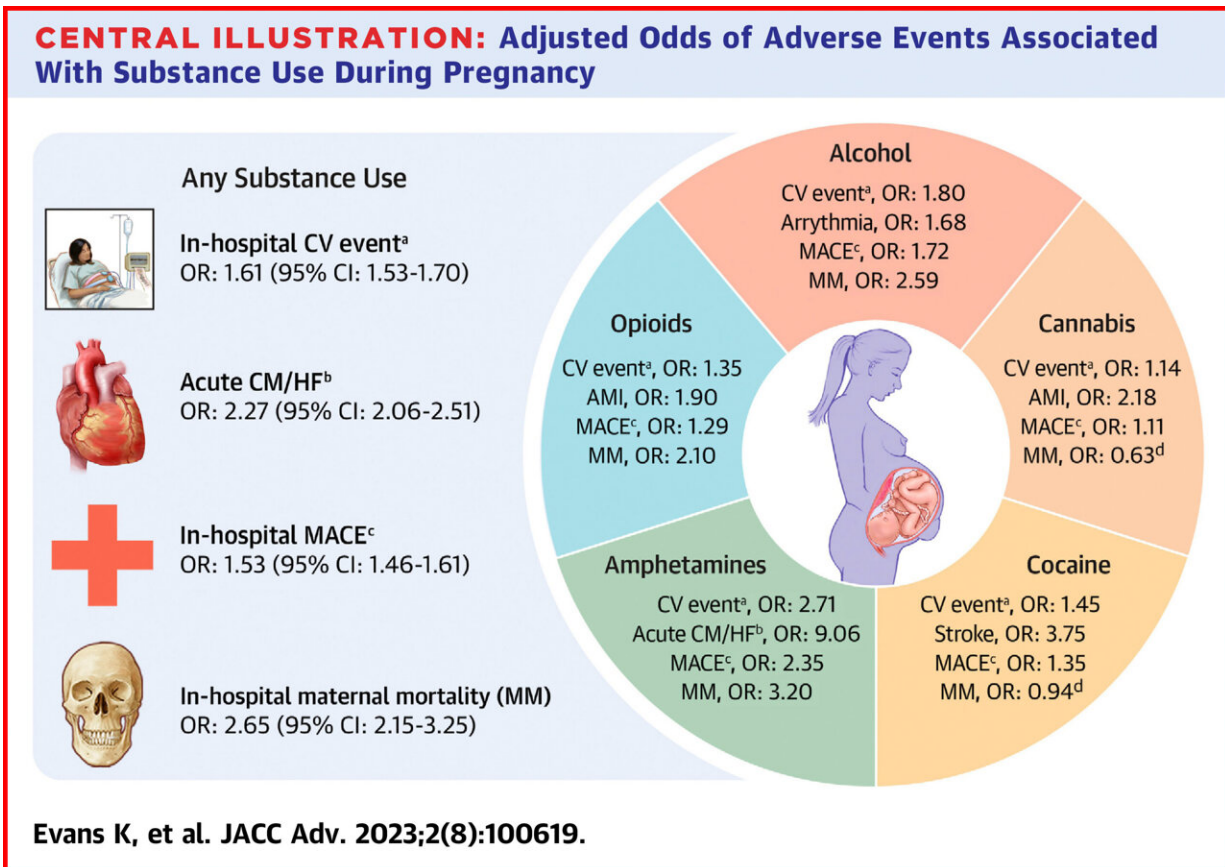 CENTRAL ILLUSTRATION: Adjusted Odds of Adverse Events Associated
With Substance Use During Pregnancy
Any Substance Use
In-hospital CV eventᵃ
OR: 1.61 (95% CI: 1.53-1.70)
Acute CM/HFᵇ
OR: 2.27 (95% CI: 2.06-2.51)
In-hospital MACEᶜ
OR: 1.53 (95% CI: 1.46-1.61)
In-hospital maternal mortality (MM)
OR: 2.65 (95% CI: 2.15-3.25)
Alcohol
CV eventᵃ, OR: 1.80
Arrythmia, OR: 1.68
MACEᶜ, OR: 1.72
MM, OR: 2.59
Opioids
CV eventᵃ, OR: 1.35
AMI, OR: 1.90
MACEᶜ, OR: 1.29
MM, OR: 2.10
Cannabis
CV eventᵃ, OR: 1.14
AMI, OR: 2.18
MACEᶜ, OR: 1.11
MM, OR: 0.63ᵈ
Amphetamines
CV eventᵃ, OR: 2.71
Acute CM/HFᵇ, OR: 9.06
MACEᶜ, OR: 2.35
MM, OR: 3.20
Cocaine
CV eventᵃ, OR: 1.45
Stroke, OR: 3.75
MACEᶜ, OR: 1.35
MM, OR: 0.94ᵈ
Evans K, et al. JACC Adv. 2023;2(8):100619.